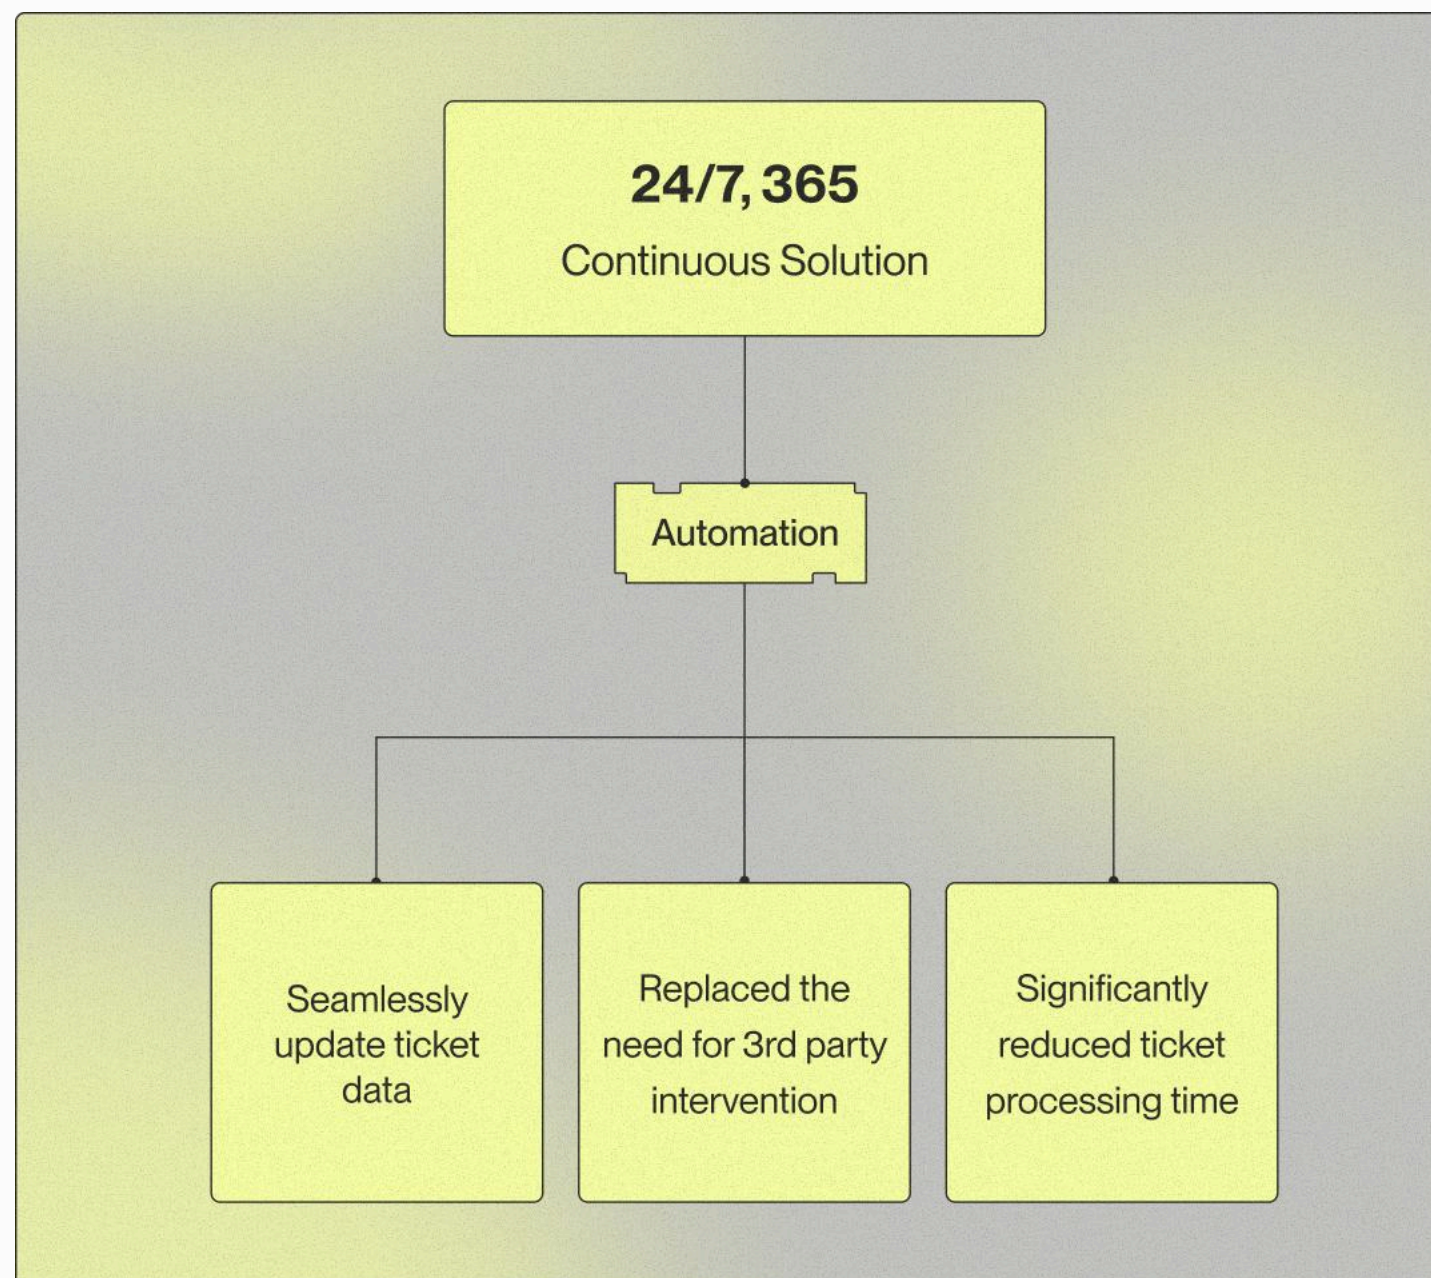 24/7, 365
Continuous Solution
Automation
Seamlessly
update ticket
data
Replaced the
need for 3rd party
intervention
Significantly
reduced ticket
processing time